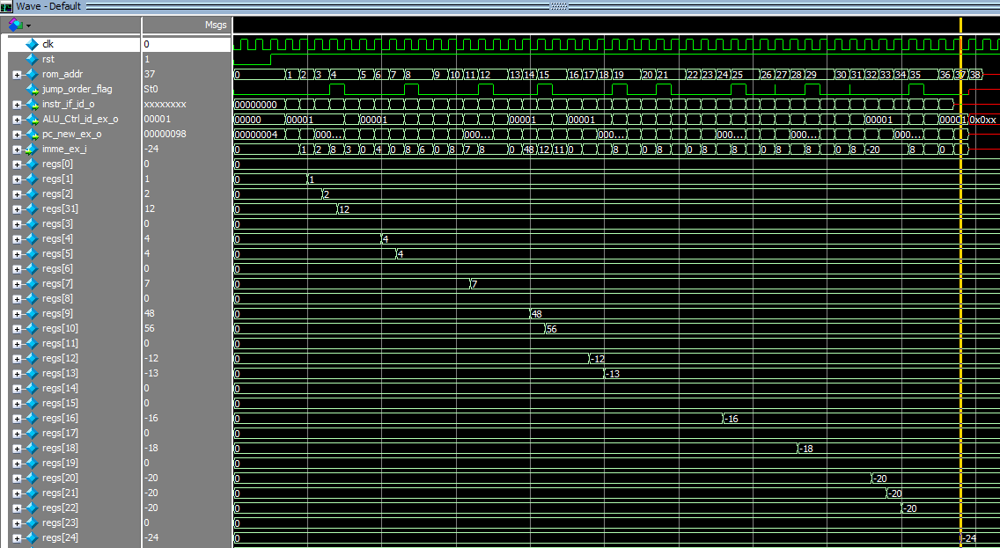 Wave - Default
Msgs
clk 0
rst 1
rom_addr 37 0 1 2 3 4 5 6 7 8 9 10 11 12 13 14 15 16 17 18 19 20 21 22 23 24 25 26 27 28 29 30 31 32 33 34 35 36 37 38
jump_order_flag St0
instr_if_id_o xxxxxxxx 00000000
ALU_Ctrl_id_ex_o 00001 00000 00001 00001 00001 00001 00001 00001 0x0xx
pc_new_ex_o 00000098 00000004 000... 000... 000... 000... 000... 000...
imme_ex_i -24 0 1 2 8 3 0 4 0 8 6 0 8 7 8 0 48 12 11 0 8 0 8 0 8 0 8 0 8 0 8 -20 8 0
regs[0] 0 0
regs[1] 1 0 1
regs[2] 2 0 2
regs[31] 12 0 12
regs[3] 0 0
regs[4] 4 0 4
regs[5] 4 0 4
regs[6] 0 0
regs[7] 7 0 7
regs[8] 0 0
regs[9] 48 0 48
regs[10] 56 0 56
regs[11] 0 0
regs[12] -12 0 -12
regs[13] -13 0 -13
regs[14] 0 0
regs[15] 0 0
regs[16] -16 0 -16
regs[17] 0 0
regs[18] -18 0 -18
regs[19] 0 0
regs[20] -20 0 -20
regs[21] -20 0 -20
regs[22] -20 0 -20
regs[23] 0 0
regs[24] -24 0 -24